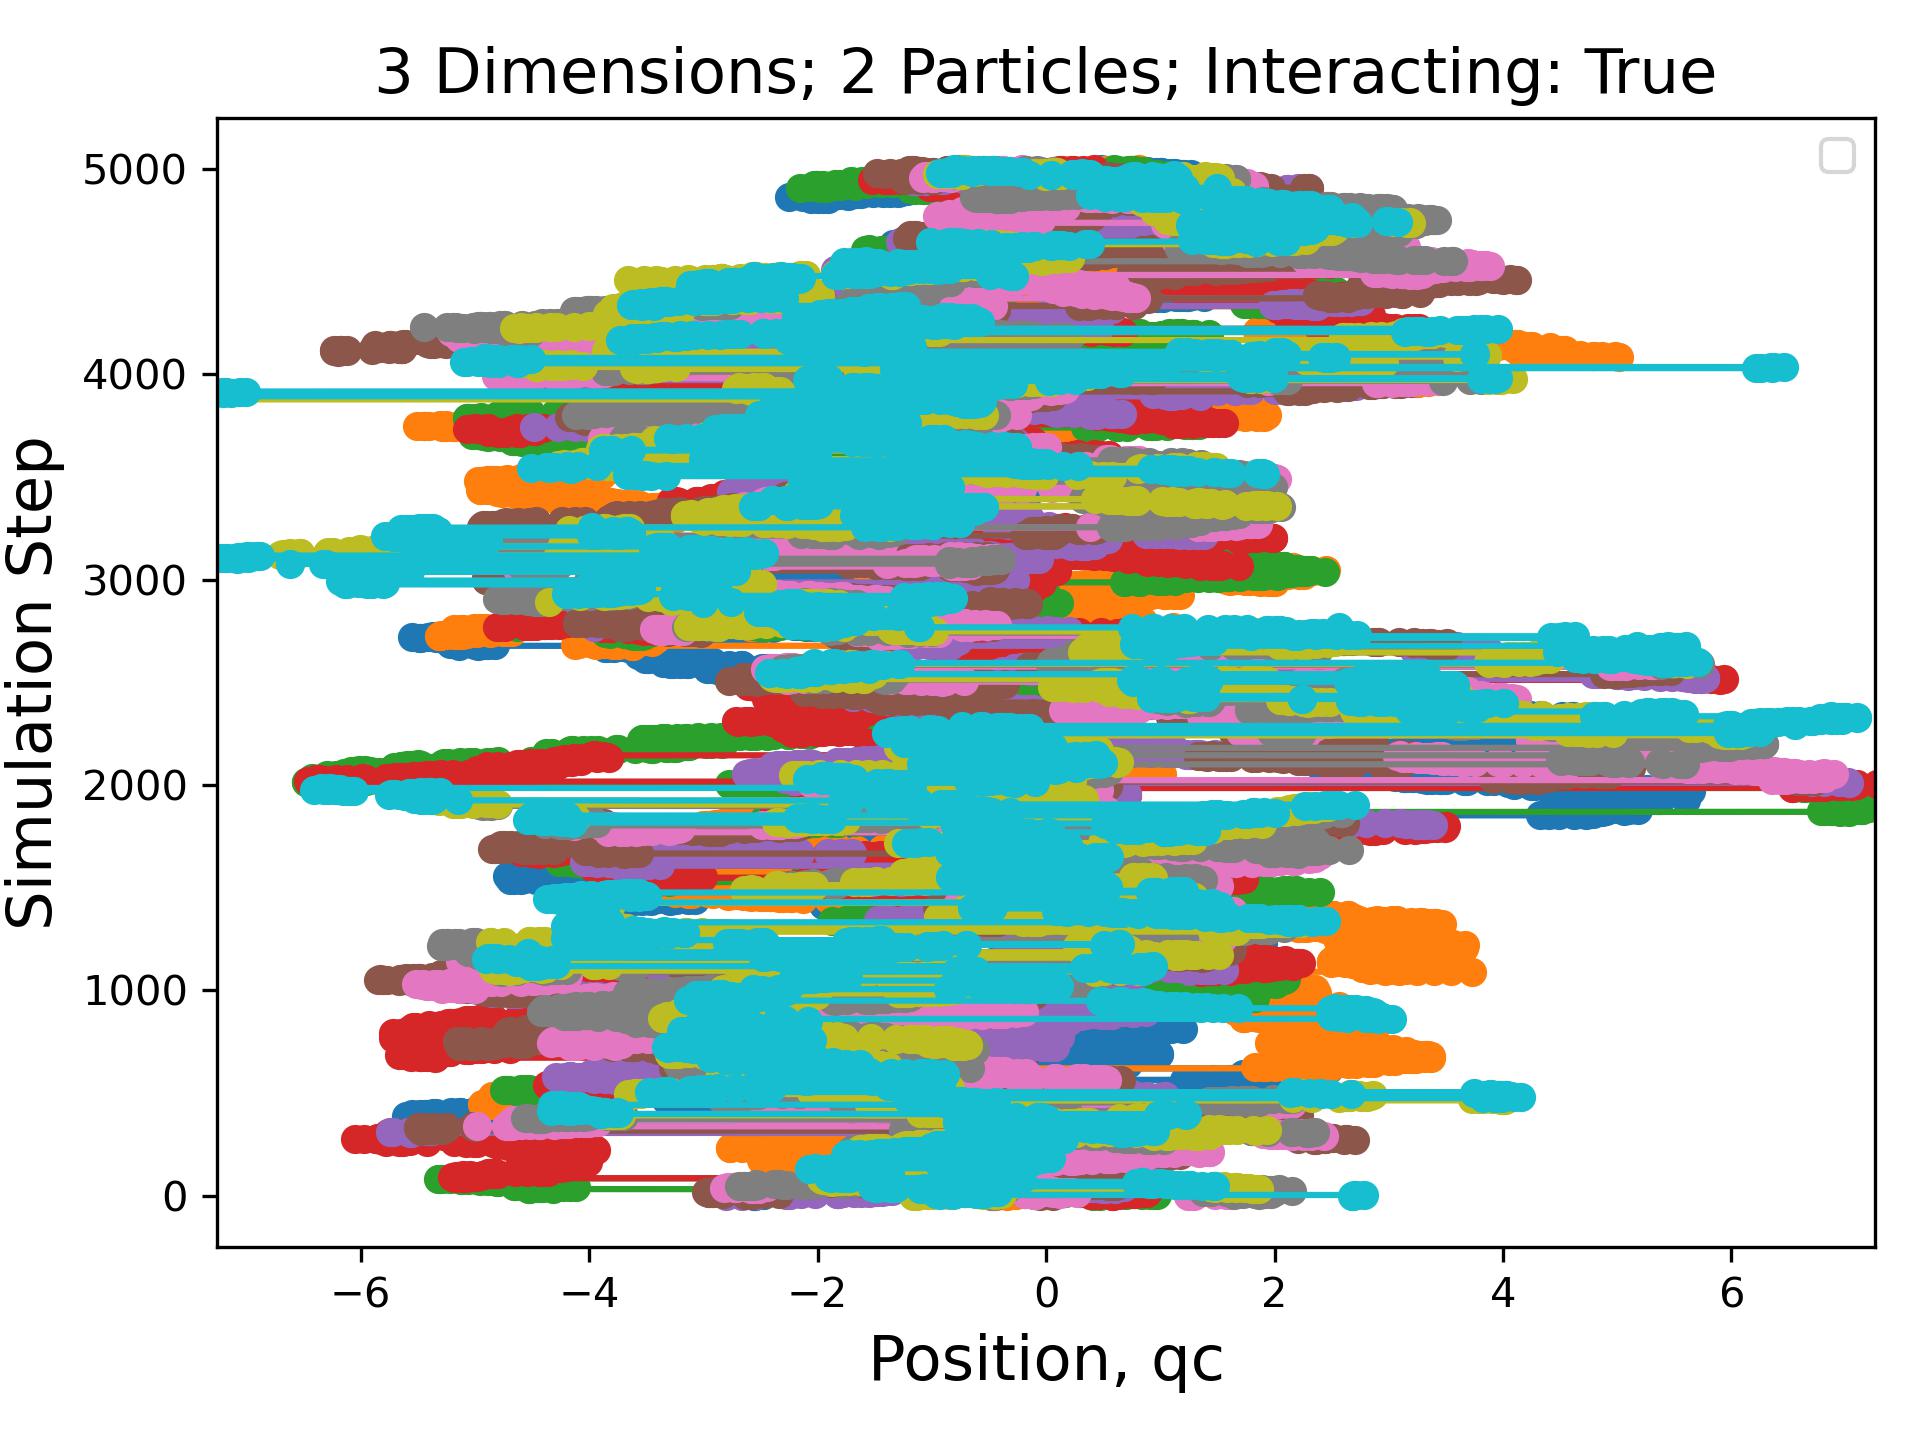 3 Dimensions; 2 Particles; Interacting: True
Simulation Step
5000
4000
3000
2000
1000
0
−6 −4 −2 0 2 4 6
Position, qc